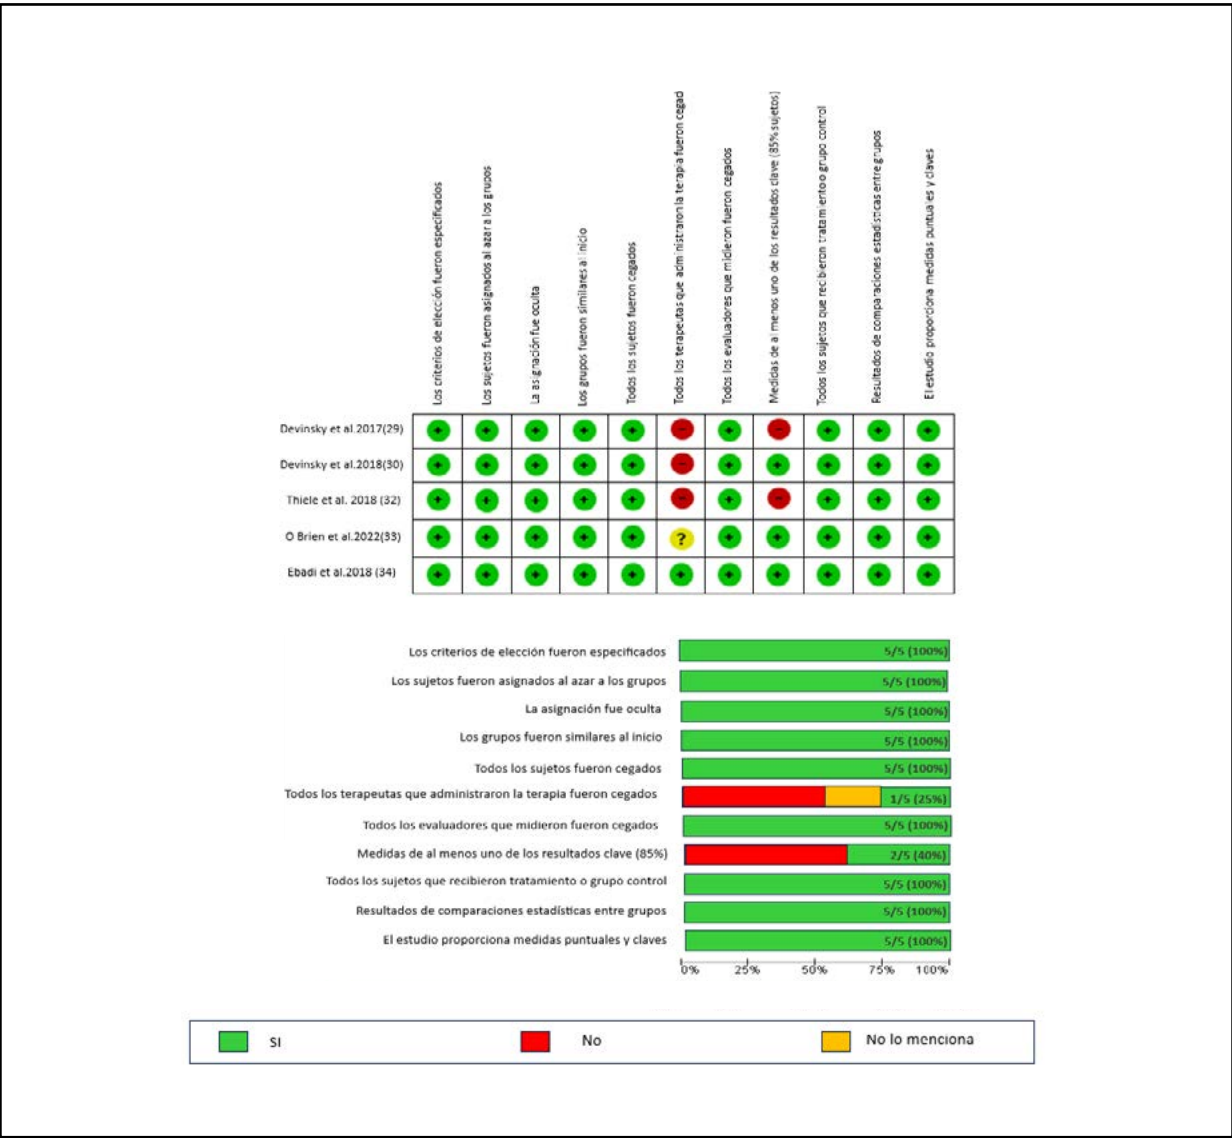 Los criterios de elección fueron especificados
Los sujetos fueron asignados al azar a los grupos
La asignación fue oculta
Los grupos fueron similares al inicio
Todos los sujetos fueron cegados
Todos los terapeutas que administraron la terapia fueron cegad
Todos los evaluadores que midieron fueron cegados
Medidas de al menos uno de los resultados clave (85% sujetos)
Todos los sujetos que recibieron tratamiento o grupo control
Resultados de comparaciones estadísticas entre grupos
El estudio proporciona medidas puntuales y claves
Devinsky et al.2017(29) + + + + + - + - + + +
Devinsky et al.2018(30) + + + + + - + + + + +
Thiele et al. 2018 (32) + + + + + - + - + + +
O Brien et al.2022(33) + + + + + ? + + + + +
Ebadi et al.2018 (34) + + + + + + + + + + +
Los criterios de elección fueron especificados 5/5 (100%)
Los sujetos fueron asignados al azar a los grupos 5/5 (100%)
La asignación fue oculta 5/5 (100%)
Los grupos fueron similares al inicio 5/5 (100%)
Todos los sujetos fueron cegados 5/5 (100%)
Todos los terapeutas que administraron la terapia fueron cegados 1/5 (25%)
Todos los evaluadores que midieron fueron cegados 5/5 (100%)
Medidas de al menos uno de los resultados clave (85%) 2/5 (40%)
Todos los sujetos que recibieron tratamiento o grupo control 5/5 (100%)
Resultados de comparaciones estadísticas entre grupos 5/5 (100%)
El estudio proporciona medidas puntuales y claves 5/5 (100%)
0% 25% 50% 75% 100%
SI No No lo menciona